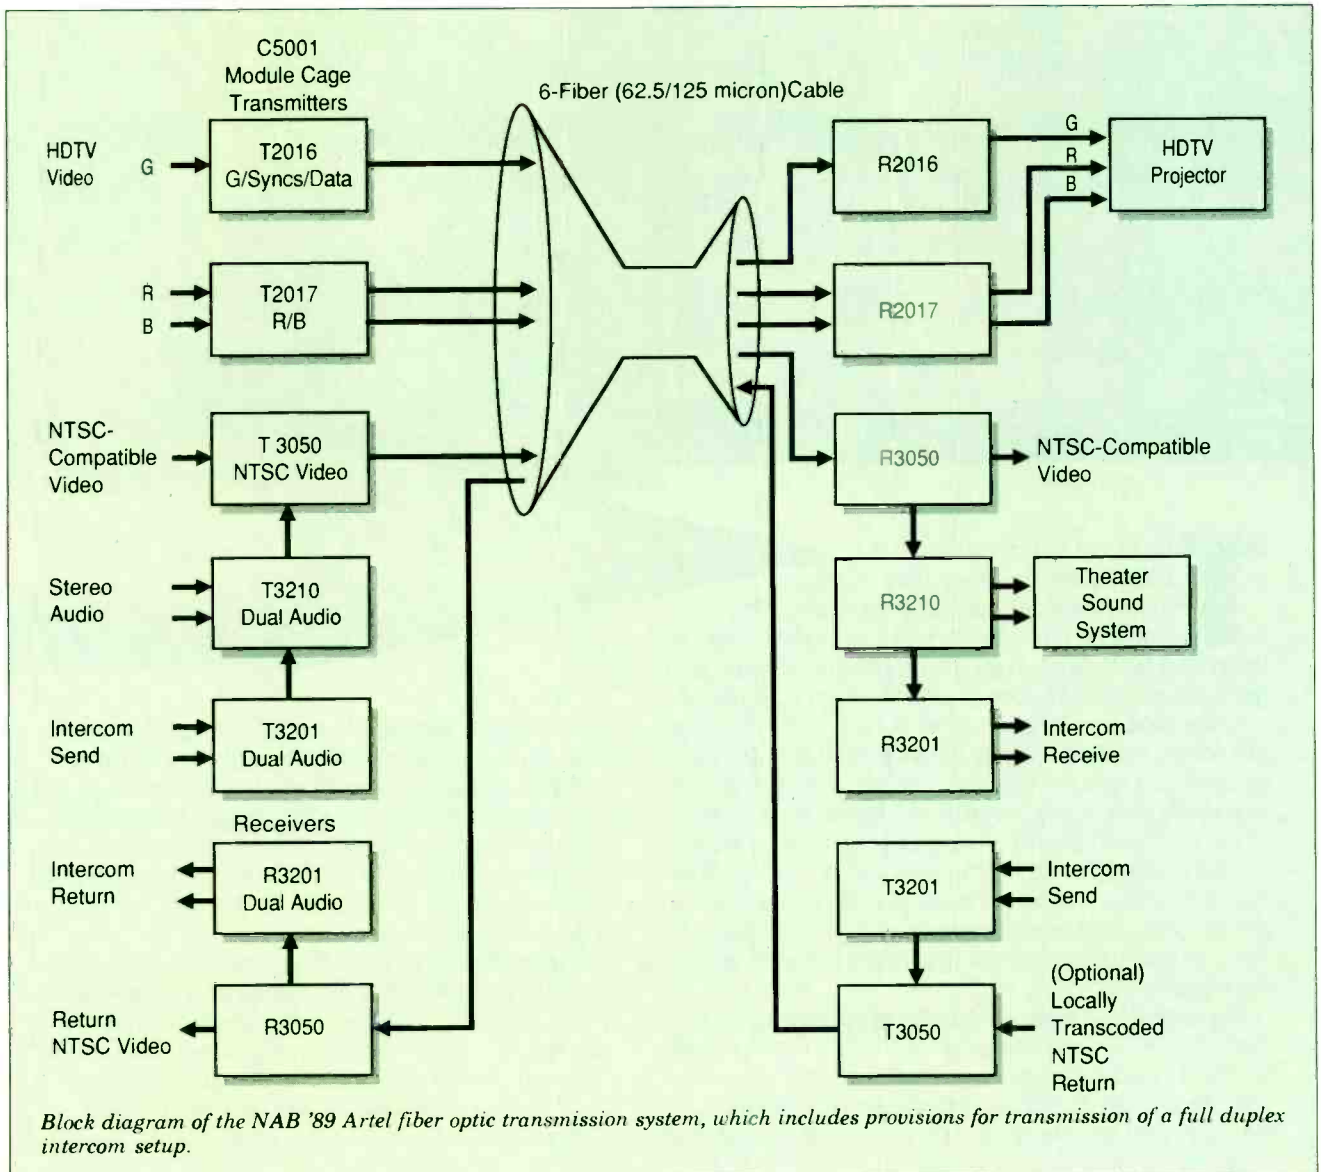 C5001
Module Cage
Transmitters
6-Fiber (62.5/125 micron)Cable
HDTV
Video
G
T2016
G/Syncs/Data
R2016
G
R
B
HDTV
Projector
R
B
T2017
R/B
R2017
NTSC-
Compatible
Video
T 3050
NTSC Video
R3050
NTSC-Compatible
Video
Stereo
Audio
T3210
Dual Audio
R3210
Theater
Sound
System
Intercom
Send
T3201
Dual Audio
R3201
Intercom
Receive
Receivers
Intercom
Return
R3201
Dual Audio
T3201
Intercom
Send
Return
NTSC Video
R3050
T3050
(Optional)
Locally
Transcoded
NTSC
Return
Block diagram of the NAB '89 Artel fiber optic transmission system, which includes provisions for transmission of a full duplex
intercom setup.